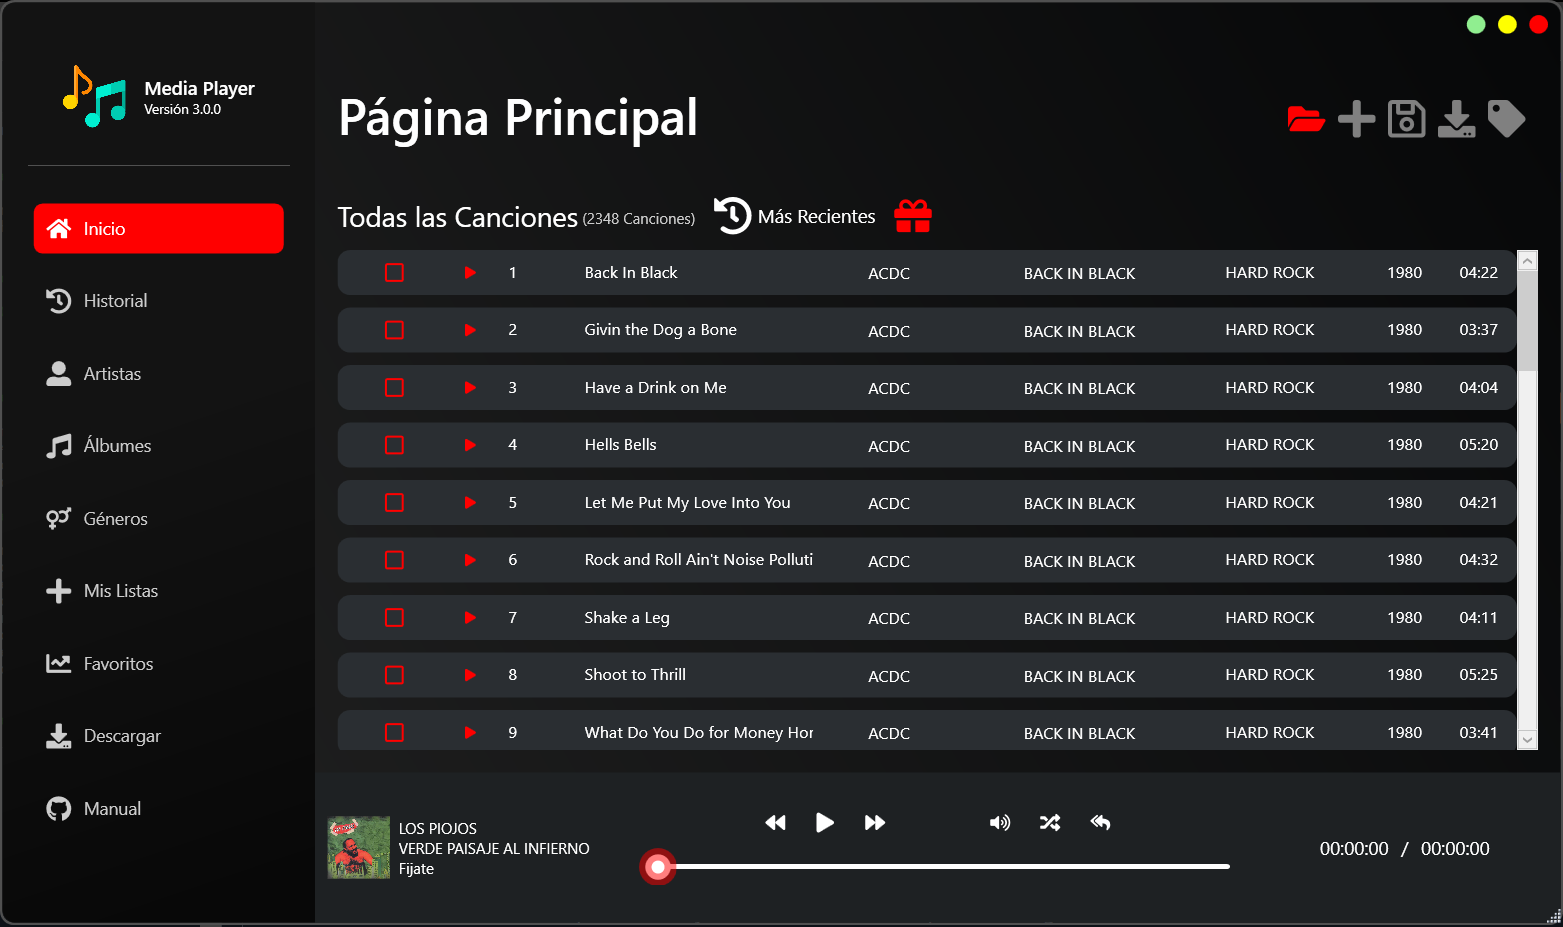 Media Player
Versión 3.0.0
Inicio
Historial
Artistas
Álbumes
Géneros
Mis Listas
Favoritos
Descargar
Manual
Página Principal
Todas las Canciones (2348 Canciones) Más Recientes
1 Back In Black ACDC BACK IN BLACK HARD ROCK 1980 04:22
2 Givin the Dog a Bone ACDC BACK IN BLACK HARD ROCK 1980 03:37
3 Have a Drink on Me ACDC BACK IN BLACK HARD ROCK 1980 04:04
4 Hells Bells ACDC BACK IN BLACK HARD ROCK 1980 05:20
5 Let Me Put My Love Into You ACDC BACK IN BLACK HARD ROCK 1980 04:21
6 Rock and Roll Ain't Noise Polluti ACDC BACK IN BLACK HARD ROCK 1980 04:32
7 Shake a Leg ACDC BACK IN BLACK HARD ROCK 1980 04:11
8 Shoot to Thrill ACDC BACK IN BLACK HARD ROCK 1980 05:25
9 What Do You Do for Money Hor ACDC BACK IN BLACK HARD ROCK 1980 03:41
LOS PIOJOS
VERDE PAISAJE AL INFIERNO
Fijate
00:00:00 / 00:00:00